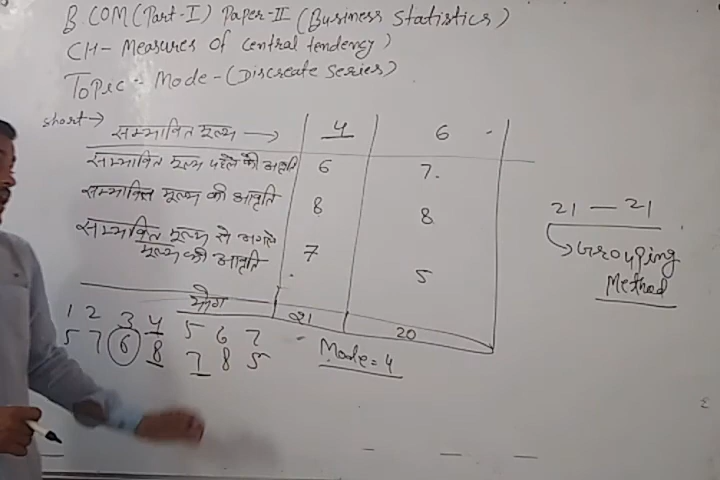 B COM (Part-I) Paper-II (Business Statistics)
CH- Measures of Central tendency)
Topic - Mode - (Discreate Series)
short →
सम्भावित मूल्य → 4 6
सम्भावित मूल्य पहले की आवृति 6 7
सम्भावित मूल्य की आवृति 8 8
सम्भावित मूल्य से अगले
मूल्य की आवृति 7 5
योग 21 20
1 2 3 4 5 6 7
5 7 6 8 7 8 5
Mode = 4
21 - 21
Grouping
Method